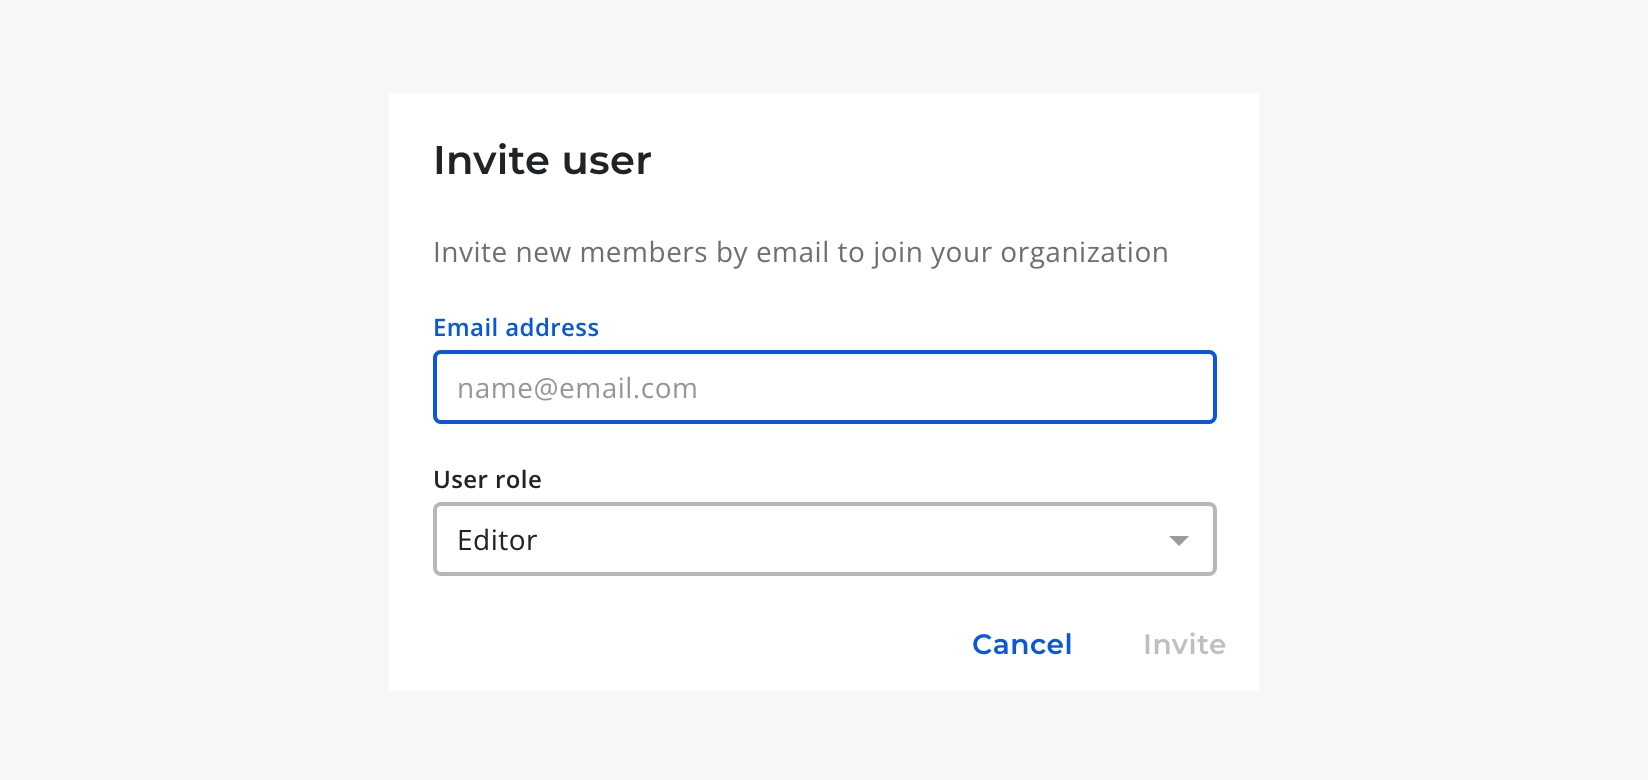 Invite user
Invite new members by email to join your organization
Email address
name@email.com
User role
Editor
Cancel Invite